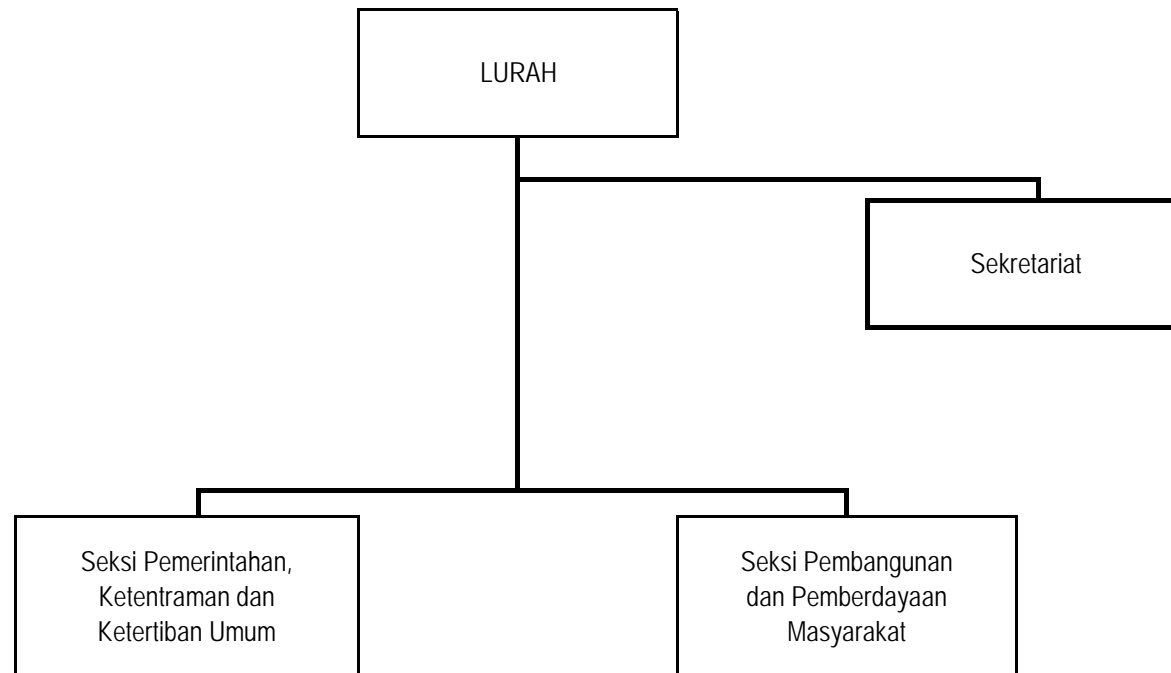 LURAH
Sekretariat
Seksi Pemerintahan,
Ketentraman dan
Ketertiban Umum
Seksi Pembangunan
dan Pemberdayaan
Masyarakat